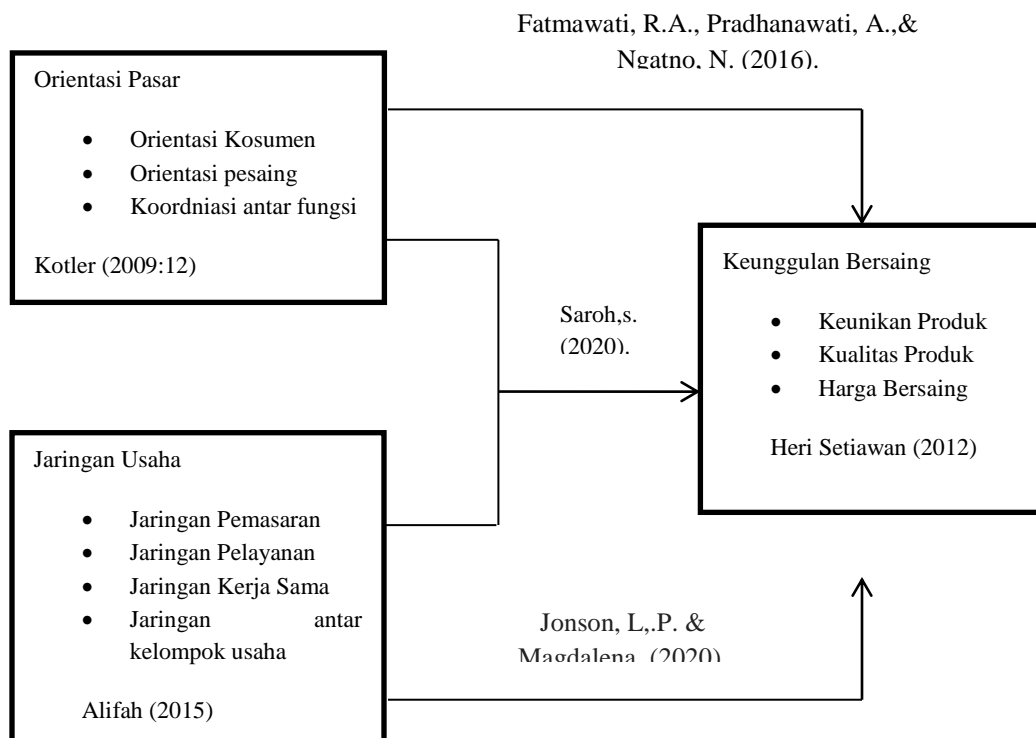 Fatmawati, R.A., Pradhanawati, A.,&
Ngatno, N. (2016).
Orientasi Pasar
• Orientasi Kosumen
• Orientasi pesaing
• Koordniasi antar fungsi
Kotler (2009:12)
Saroh,s.
(2020).
Keunggulan Bersaing
• Keunikan Produk
• Kualitas Produk
• Harga Bersaing
Heri Setiawan (2012)
Jaringan Usaha
• Jaringan Pemasaran
• Jaringan Pelayanan
• Jaringan Kerja Sama
• Jaringan antar
kelompok usaha
Alifah (2015)
Jonson, L,.P. &
Magdalena. (2020)